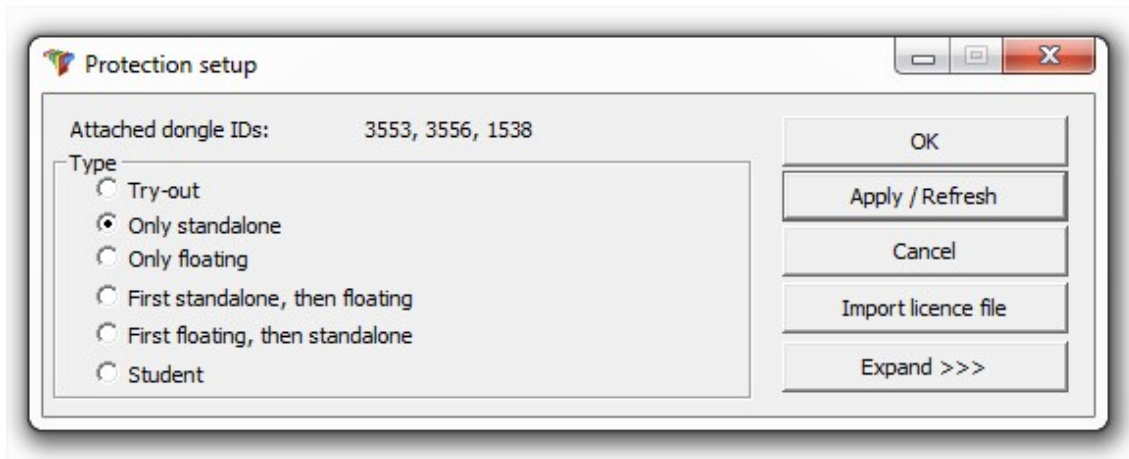 Protection setup
Attached dongle IDs: 3553, 3556, 1538
Type
Try-out
Only standalone
Only floating
First standalone, then floating
First floating, then standalone
Student
OK
Apply / Refresh
Cancel
Import licence file
Expand >>>